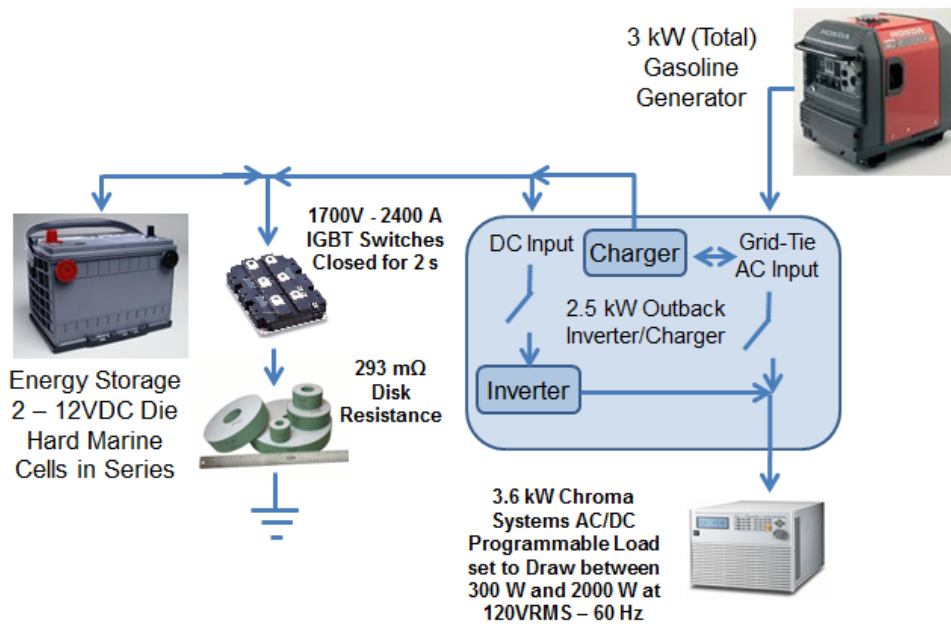 3 kW (Total)
Gasoline
Generator
HONDA
HONDA
1700V - 2400 A
IGBT Switches
Closed for 2 s
DC Input
Charger
Grid-Tie
AC Input
2.5 kW Outback
Inverter/Charger
Inverter
Energy Storage
2 – 12VDC Die
Hard Marine
Cells in Series
293 mΩ
Disk
Resistance
3.6 kW Chroma
Systems AC/DC
Programmable Load
set to Draw between
300 W and 2000 W at
120VRMS – 60 Hz